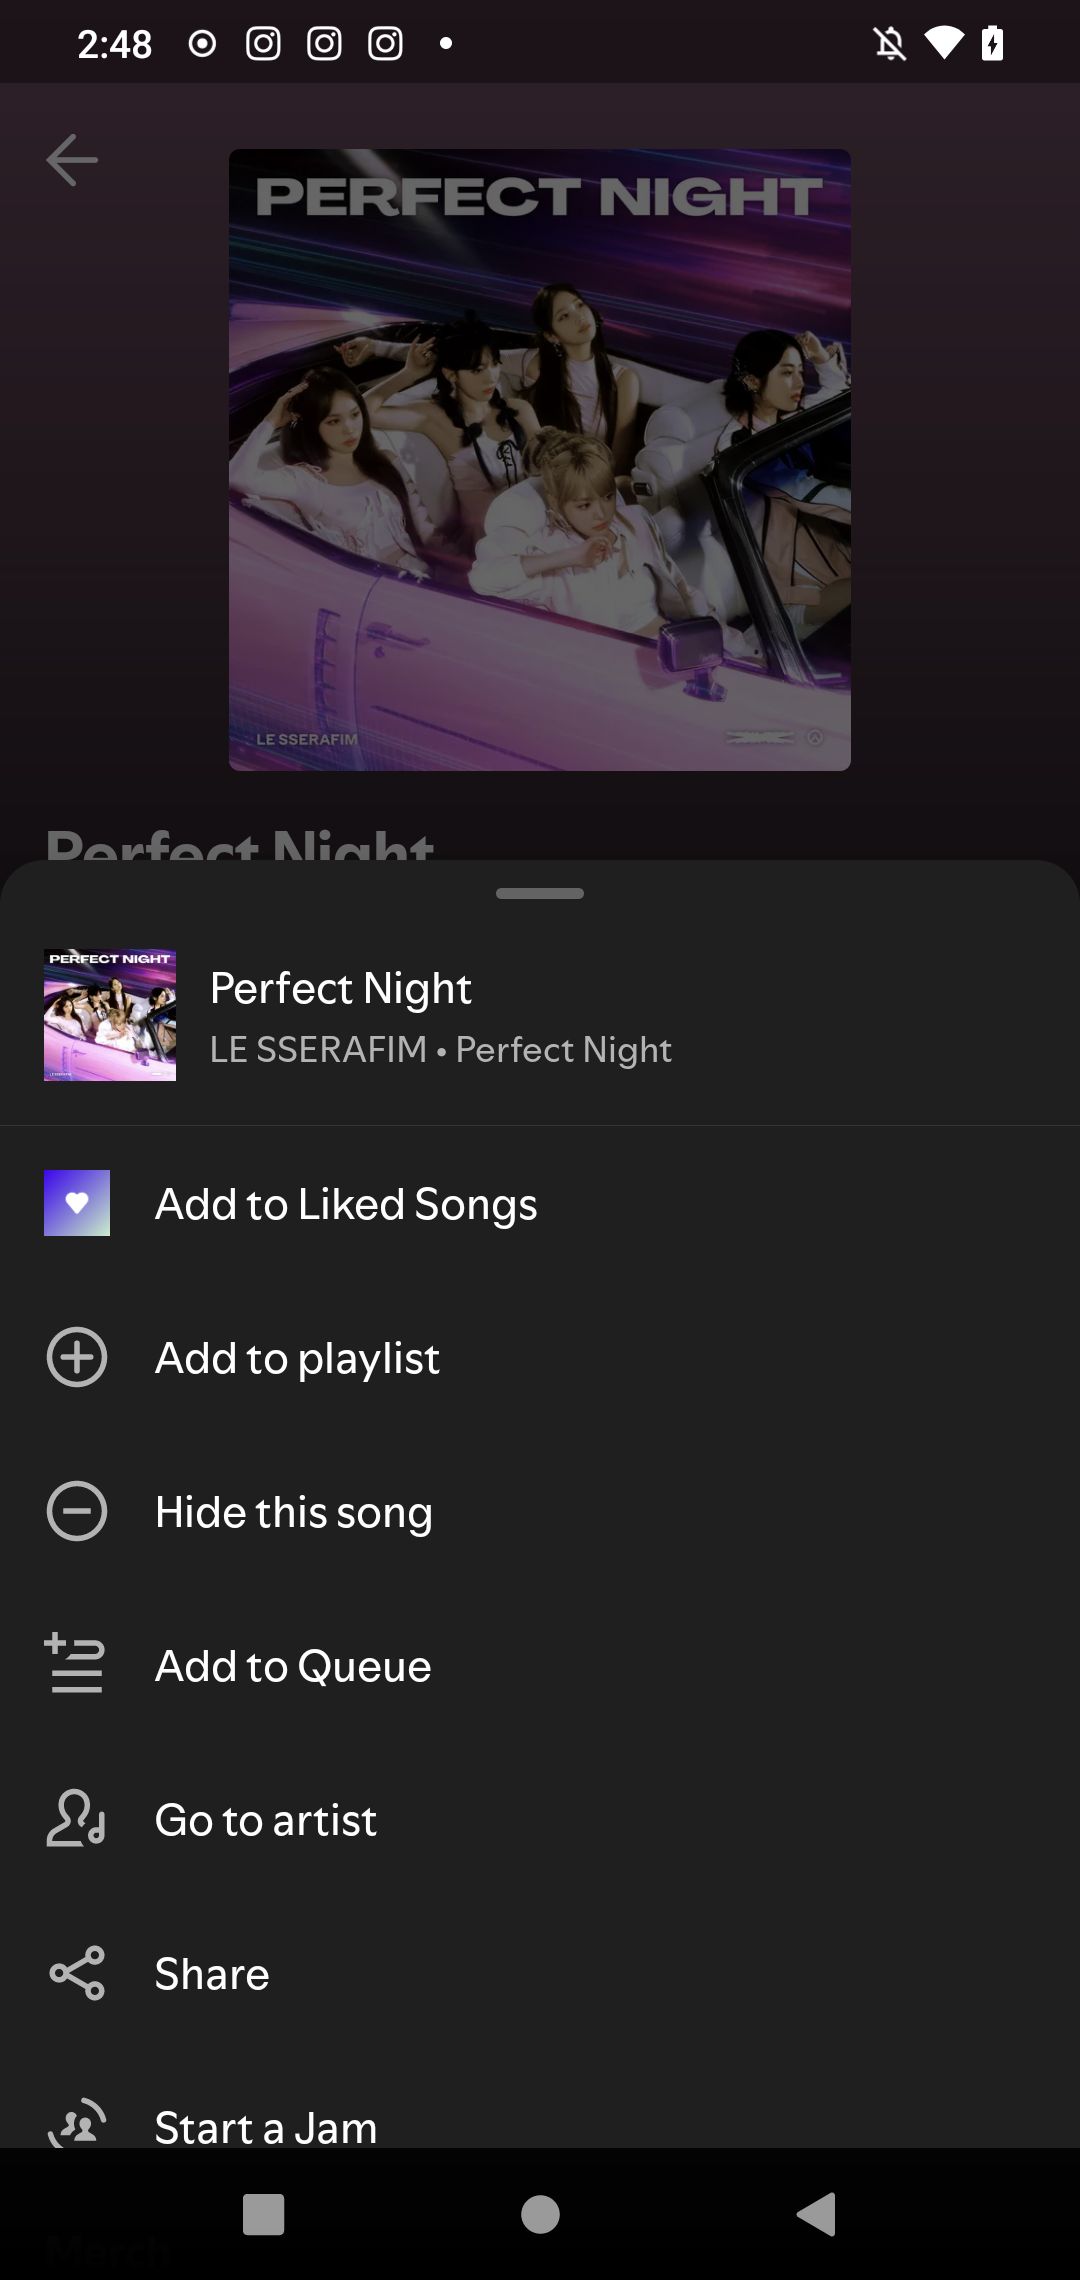 2:48
PERFECT NIGHT
LE SSERAFIM
Perfect Night
PERFECT NIGHT
Perfect Night
LE SSERAFIM • Perfect Night
Add to Liked Songs
Add to playlist
Hide this song
Add to Queue
Go to artist
Share
Start a Jam
Merch